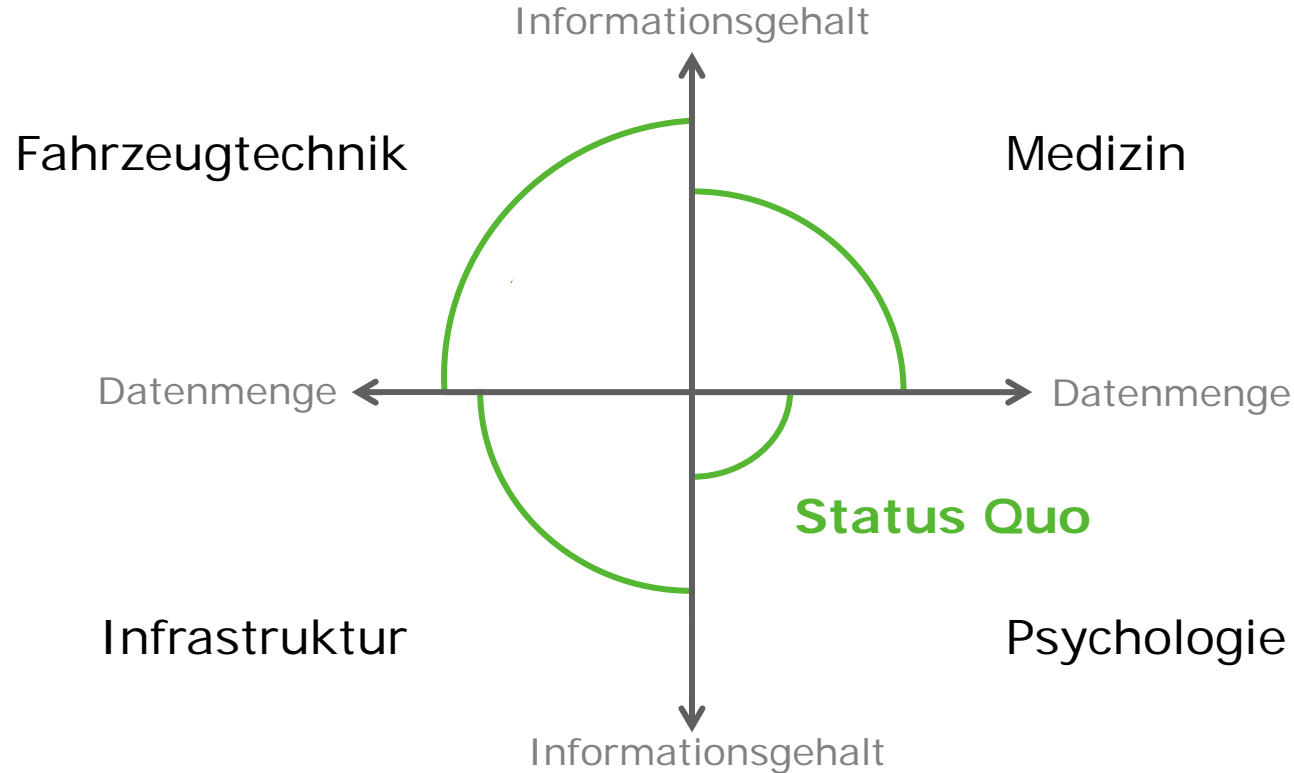 Informationsgehalt
Fahrzeugtechnik
Medizin
Datenmenge
Datenmenge
Status Quo
Infrastruktur
Psychologie
Informationsgehalt